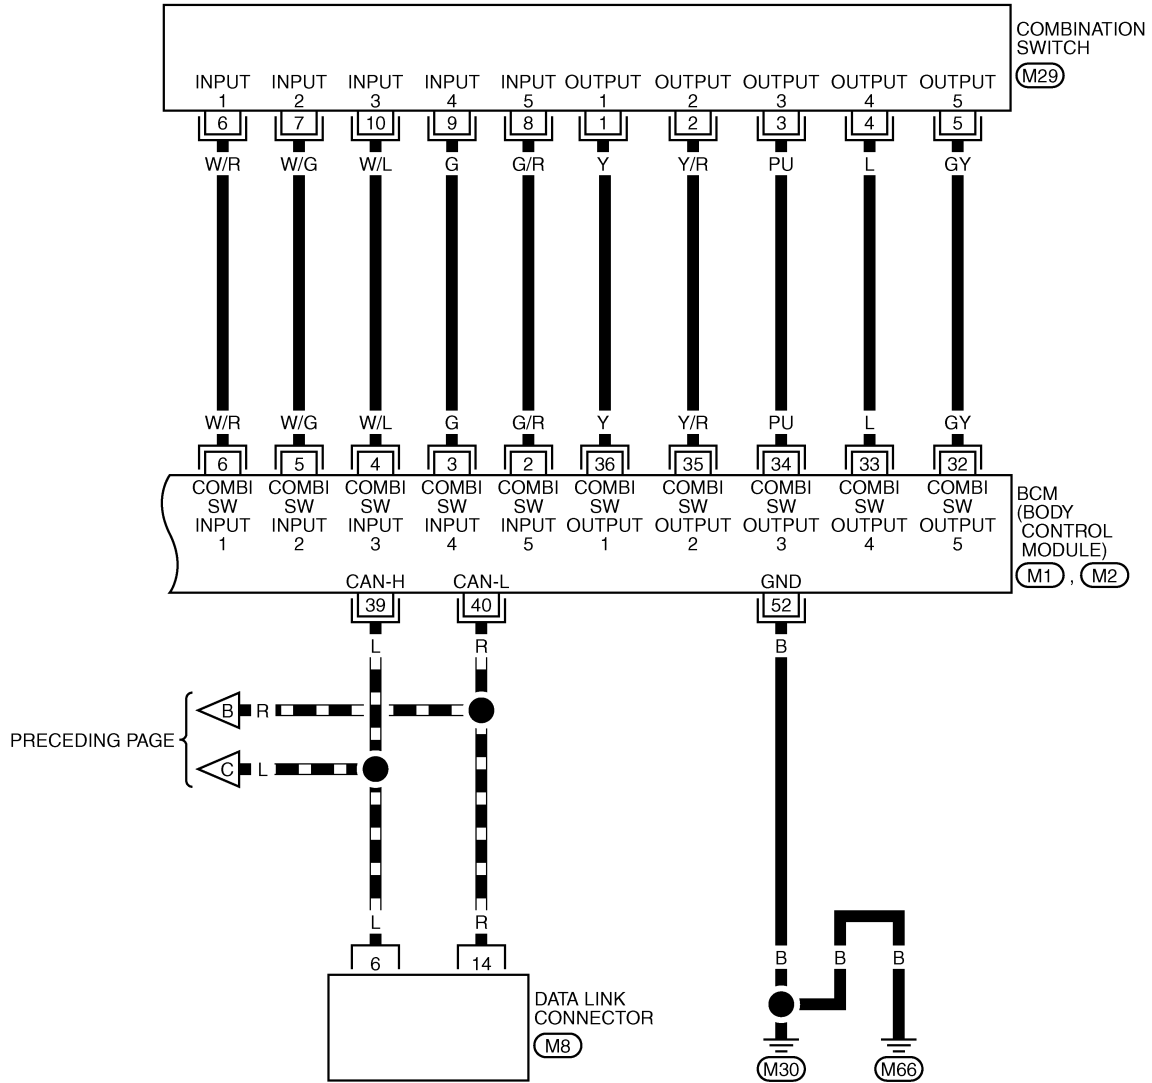 COMBINATION
SWITCH
M29
INPUT INPUT INPUT INPUT INPUT OUTPUT OUTPUT OUTPUT OUTPUT OUTPUT
1 2 3 4 5 1 2 3 4 5
6 7 10 9 8 1 2 3 4 5
W/R W/G W/L G G/R Y Y/R PU L GY
W/R W/G W/L G G/R Y Y/R PU L GY
6 5 4 3 2 36 35 34 33 32
COMBI COMBI COMBI COMBI COMBI COMBI COMBI COMBI COMBI COMBI
SW SW SW SW SW SW SW SW SW SW
INPUT INPUT INPUT INPUT INPUT OUTPUT OUTPUT OUTPUT OUTPUT OUTPUT
1 2 3 4 5 1 2 3 4 5
BCM
(BODY
CONTROL
MODULE)
M1 , M2
CAN-H CAN-L GND
39 40 52
L R B
B R
PRECEDING PAGE
C L
L R
B B B
6 14
DATA LINK
CONNECTOR
M8
M30 M66